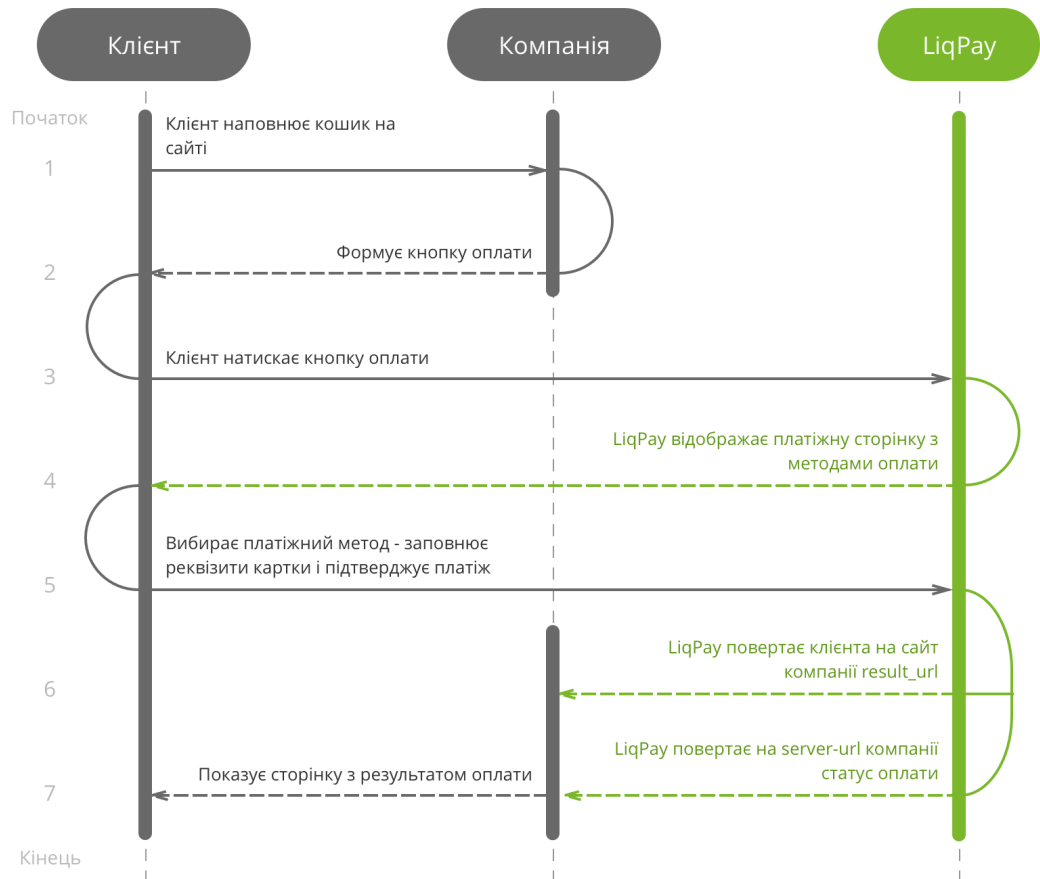 Клієнт
Компанія
LiqPay
Початок
Клієнт наповнює кошик на
сайті
1
Формує кнопку оплати
2
Клієнт натискає кнопку оплати
3
LiqPay відображає платіжну сторінку з
методами оплати
4
Вибирає платіжний метод - заповнює
реквізити картки і підтверджує платіж
5
LiqPay повертає клієнта на сайт
компанії result_url
6
LiqPay повертає на server-url компанії
статус оплати
Показує сторінку з результатом оплати
7
Кінець